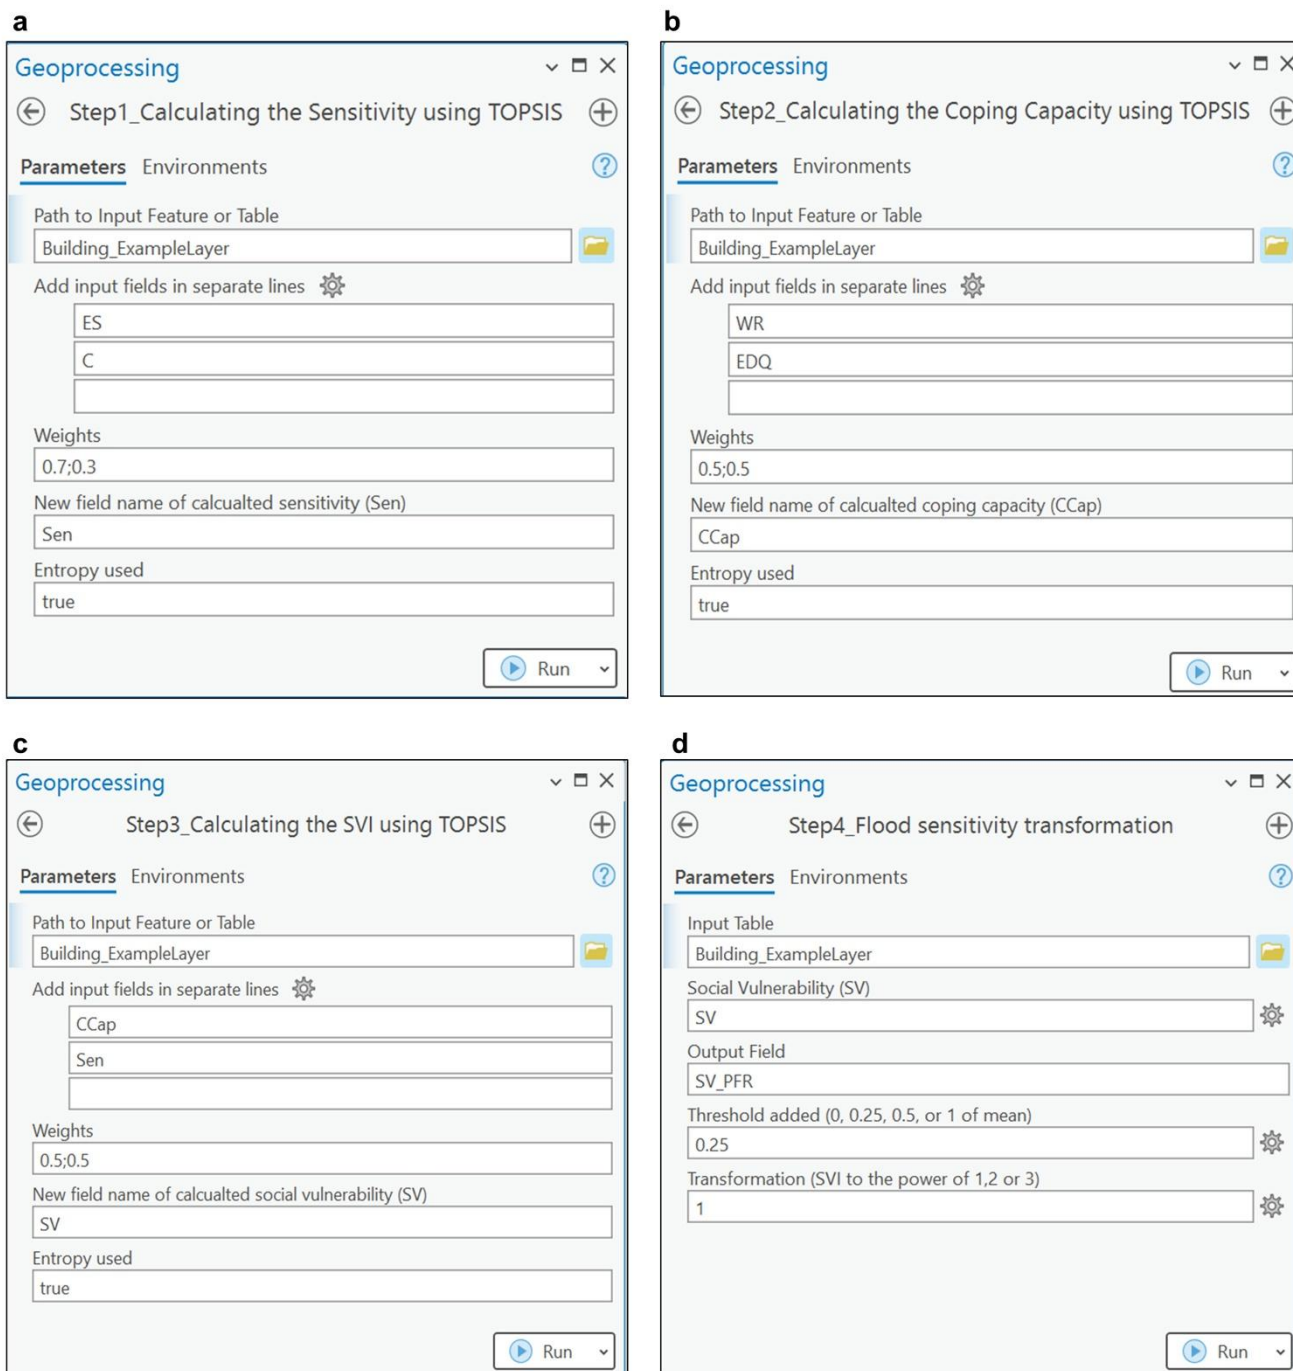 a
Geoprocessing
Step1_Calculating the Sensitivity using TOPSIS
Parameters Environments
?
Path to Input Feature or Table
Building_ExampleLayer
Add input fields in separate lines
ES
C
Weights
0.7;0.3
New field name of calcualted sensitivity (Sen)
Sen
Entropy used
true
Run
b
Geoprocessing
Step2_Calculating the Coping Capacity using TOPSIS
Parameters Environments
?
Path to Input Feature or Table
Building_ExampleLayer
Add input fields in separate lines
WR
EDQ
Weights
0.5;0.5
New field name of calcualted coping capacity (CCap)
CCap
Entropy used
true
Run
c
Geoprocessing
Step3_Calculating the SVI using TOPSIS
Parameters Environments
?
Path to Input Feature or Table
Building_ExampleLayer
Add input fields in separate lines
CCap
Sen
Weights
0.5;0.5
New field name of calcualted social vulnerability (SV)
SV
Entropy used
true
Run
d
Geoprocessing
Step4_Flood sensitivity transformation
Parameters Environments
?
Input Table
Building_ExampleLayer
Social Vulnerability (SV)
SV
Output Field
SV_PFR
Threshold added (0, 0.25, 0.5, or 1 of mean)
0.25
Transformation (SVI to the power of 1,2 or 3)
1
Run